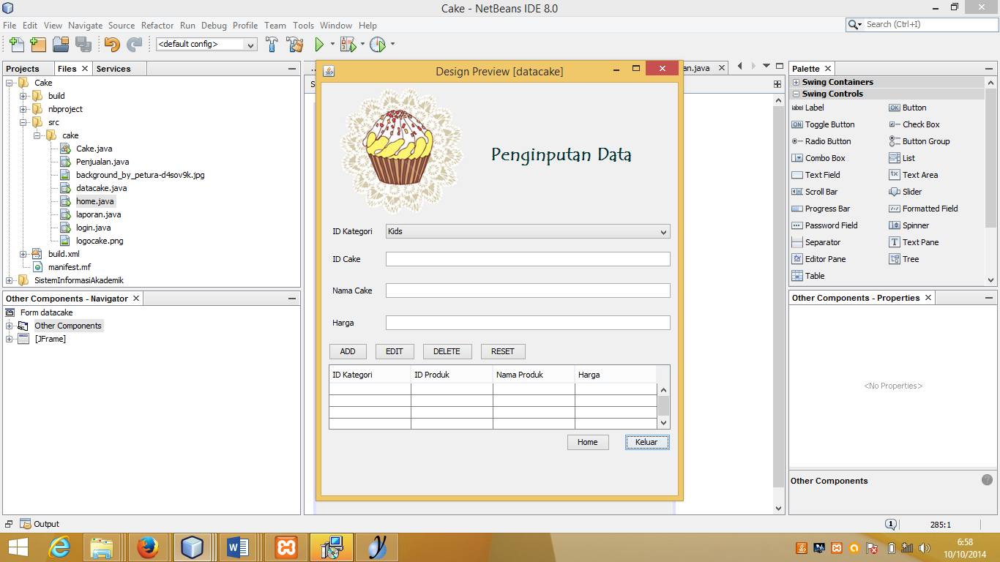 Cake - NetBeans IDE 8.0
File Edit View Navigate Source Refactor Run Debug Profile Team Tools Window Help
Search (Ctrl+I)
<default config>
Projects Files Services
Cake
build
nbproject
src
cake
Cake.java
Penjualan.java
background_by_petura-d4sov9k.jpg
datacake.java
home.java
laporan.java
login.java
logocake.png
build.xml
manifest.mf
SistemInformasiAkademik
Other Components - Navigator
Form datacake
Other Components
[JFrame]
Design Preview [datacake]
Penginputan Data
ID Kategori Kids
ID Cake
Nama Cake
Harga
ADD EDIT DELETE RESET
ID Kategori ID Produk Nama Produk Harga
Home Keluar
an.java
Palette
Swing Containers
Swing Controls
label Label OK Button
ON Toggle Button Check Box
Radio Button Button Group
Combo Box List
Text Field Text Area
Scroll Bar Slider
Progress Bar Formatted Field
Password Field Spinner
Separator T Text Pane
Editor Pane Tree
Table
Other Components - Properties
<No Properties>
Other Components
Output
1 285:1
6:58
10/10/2014